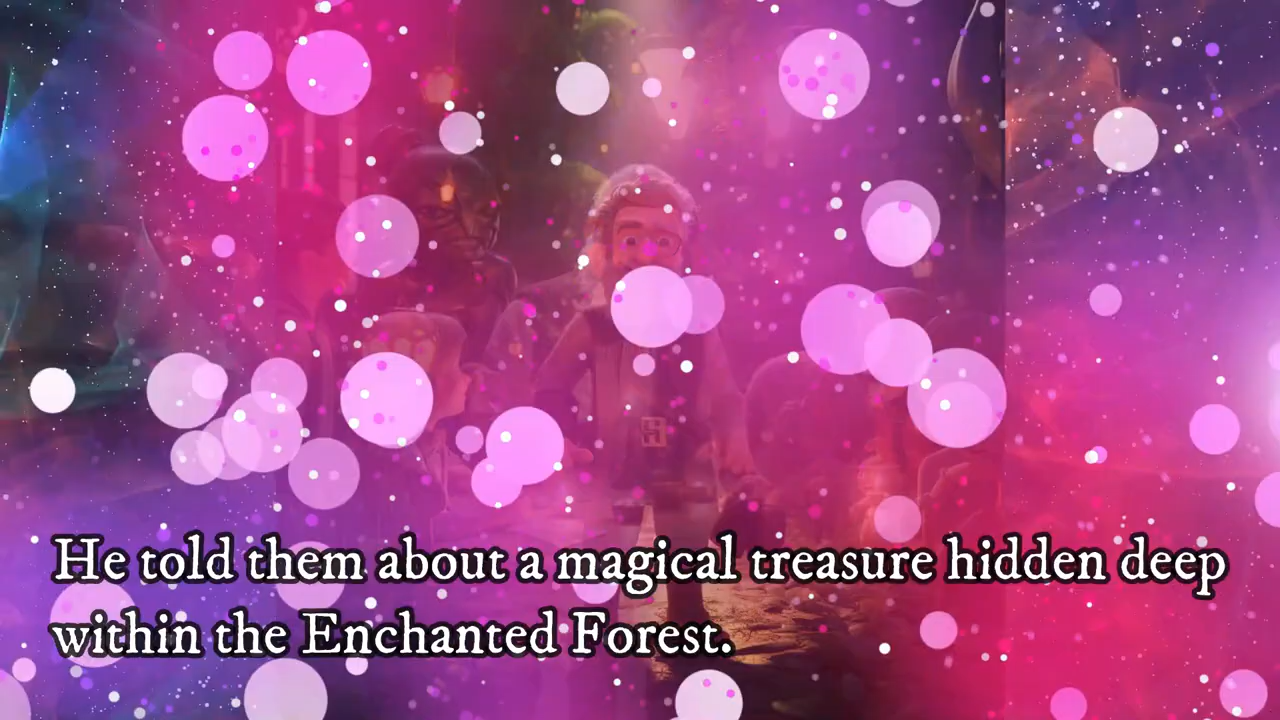 He told them about a magical treasure hidden deep
within the Enchanted Forest.